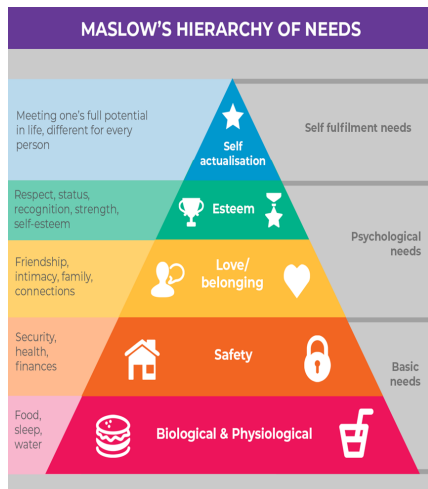 MASLOW'S HIERARCHY OF NEEDS
Meeting one's full potential
in life, different for every
person
Self
actualisation
Self fulfilment needs
Respect, status,
recognition, strength,
self-esteem
Esteem
Psychological
needs
Friendship,
intimacy, family,
connections
Love/
belonging
Security,
health,
finances
Safety
Basic
needs
Food,
sleep,
water
Biological & Physiological